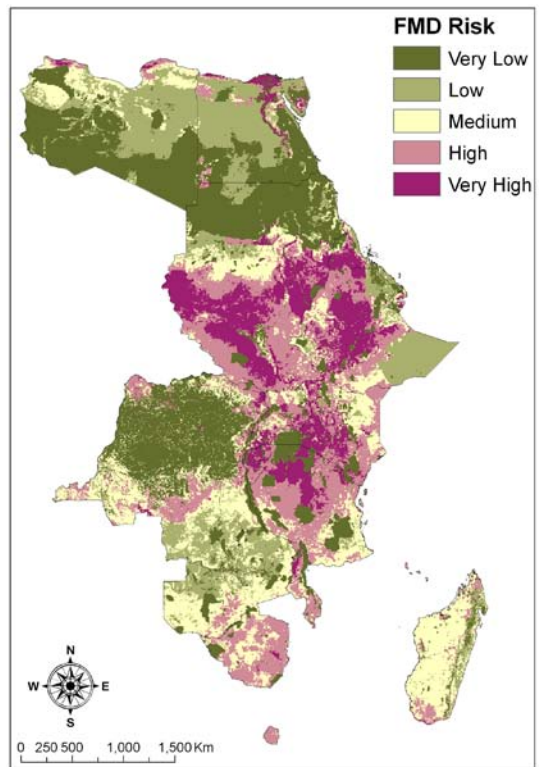 FMD Risk
Very Low
Low
Medium
High
Very High
N
W E
S
0 250 500 1,000 1,500 Km